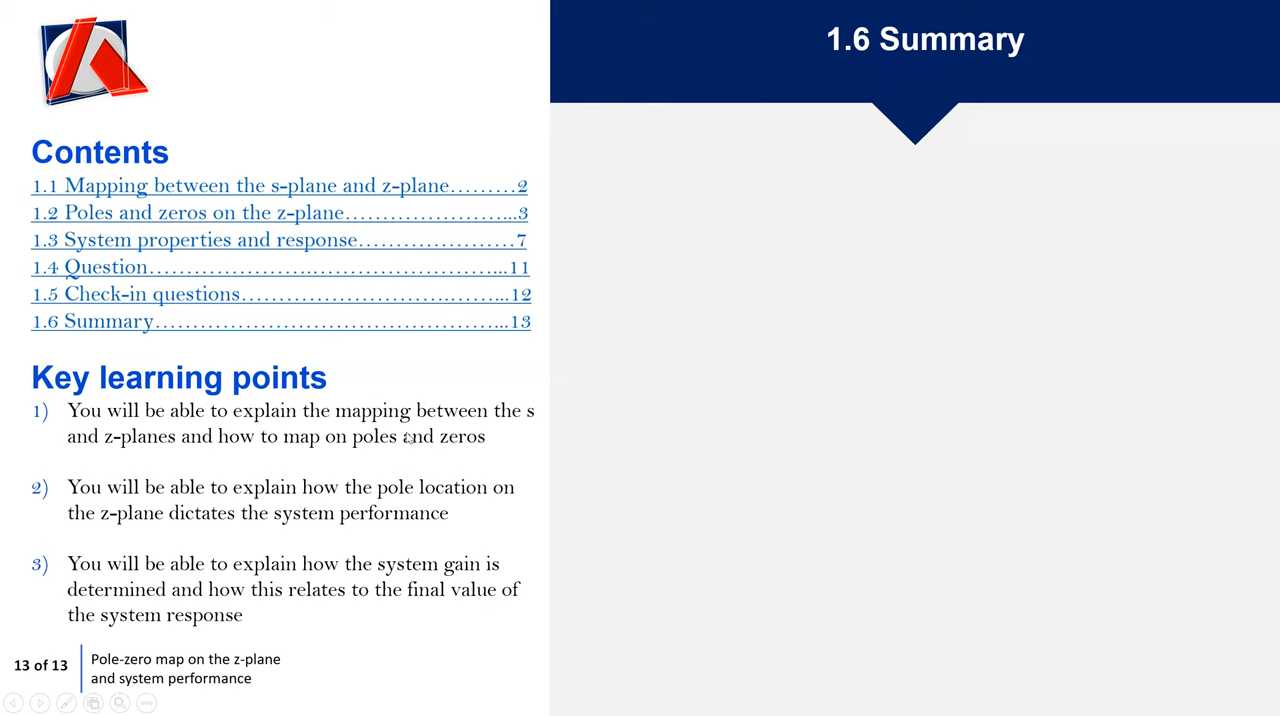 1.6 Summary
Contents
1.1 Mapping between the s-plane and z-plane………2
1.2 Poles and zeros on the z-plane…………………...3
1.3 System properties and response…………………7
1.4 Question………………….……………………...11
1.5 Check-in questions……………………….……...12
1.6 Summary………………………………………...13
Key learning points
1) You will be able to explain the mapping between the s
and z-planes and how to map on poles and zeros
2) You will be able to explain how the pole location on
the z-plane dictates the system performance
3) You will be able to explain how the system gain is
determined and how this relates to the final value of
the system response
13 of 13
Pole-zero map on the z-plane
and system performance